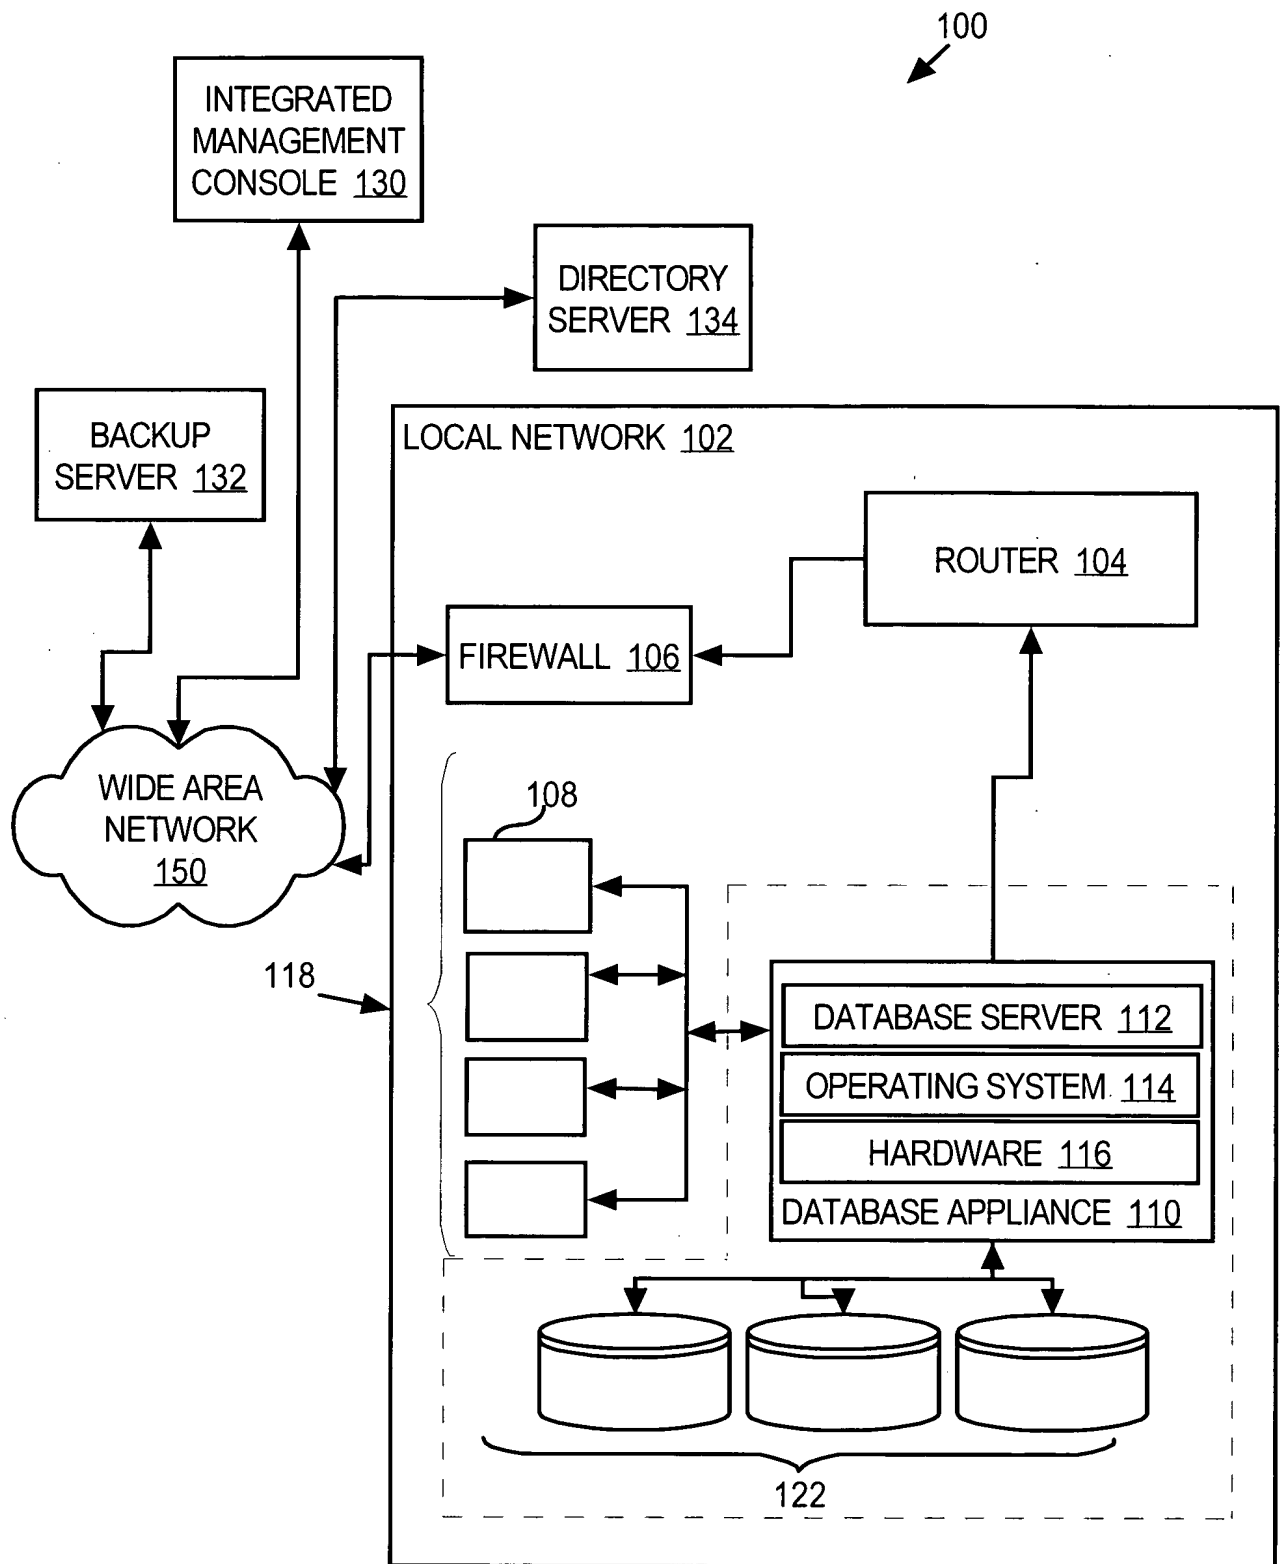 100
INTEGRATED
MANAGEMENT
CONSOLE 130
DIRECTORY
SERVER 134
BACKUP
SERVER 132
LOCAL NETWORK 102
ROUTER 104
FIREWALL 106
WIDE AREA
NETWORK
150
108
118
DATABASE SERVER 112
OPERATING SYSTEM 114
HARDWARE 116
DATABASE APPLIANCE 110
122